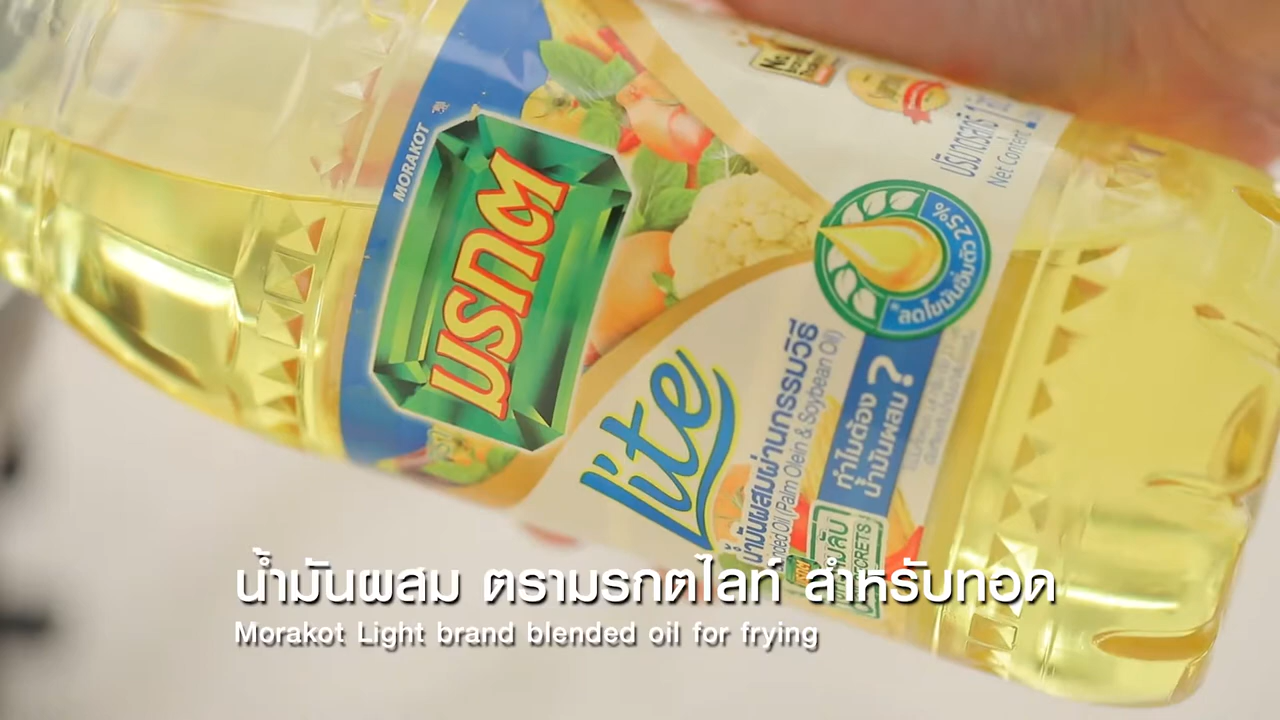 MORAKOT
มรกต
lite
น้ำมันผสมผ่านกรรมวิธี
Oil (Palm Olein & Soybean Oil)
ปริมาตรสุทธิ 1
Net Content
*ลดไขมันอิ่มตัว 25%
ทำไมต้อง
น้ำมันผสม?
น้ำมันผสม ตรามรกตไลท์ สำหรับทอด
Morakot Light brand blended oil for frying